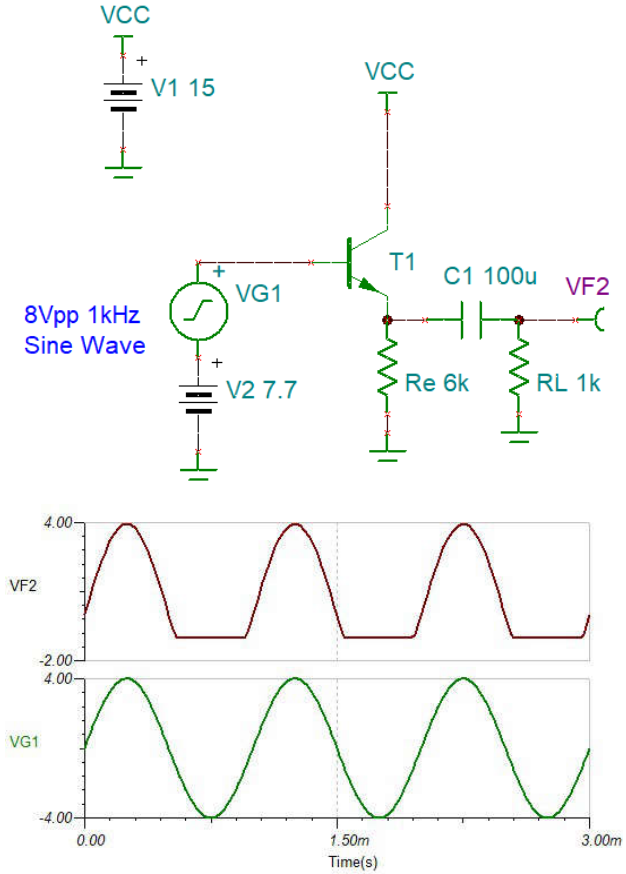 VCC
V1 15
VCC
T1
C1 100u
VF2
VG1
8Vpp 1kHz
Sine Wave
V2 7.7
Re 6k
RL 1k
4.00
VF2
-2.00
4.00
VG1
-4.00
0.00
1.50m
3.00m
Time(s)